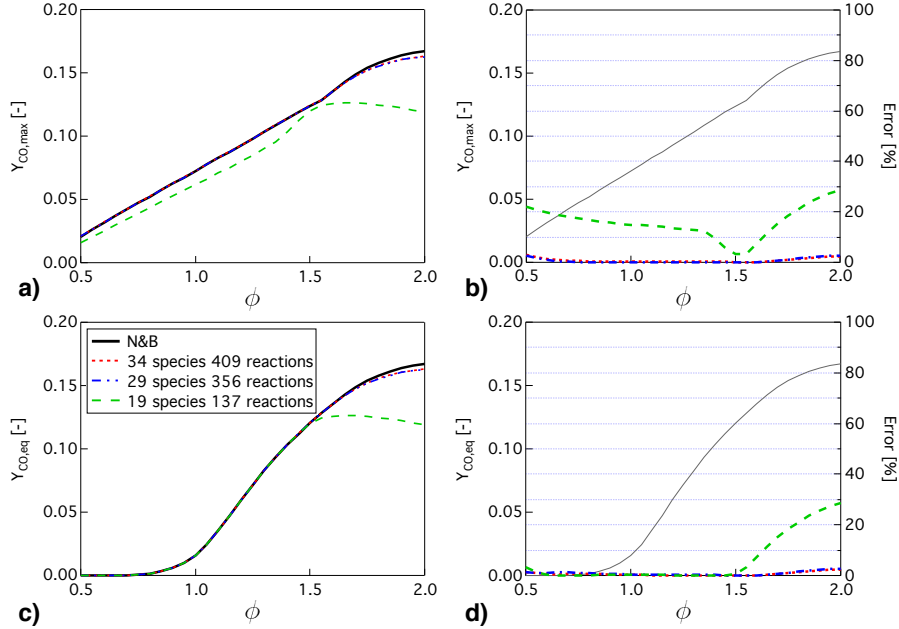 0.20
0.15
0.10
0.05
0.00
Y_CO,max [-]
0.5 1.0 1.5 2.0
ϕ
a)
0.20
0.15
0.10
0.05
0.00
Y_CO,max [-]
100
80
60
40
20
0
Error [%]
0.5 1.0 1.5 2.0
ϕ
b)
0.20
0.15
0.10
0.05
0.00
Y_CO,eq [-]
N&B
34 species 409 reactions
29 species 356 reactions
19 species 137 reactions
0.5 1.0 1.5 2.0
ϕ
c)
0.20
0.15
0.10
0.05
0.00
Y_CO,eq [-]
100
80
60
40
20
0
Error [%]
0.5 1.0 1.5 2.0
ϕ
d)